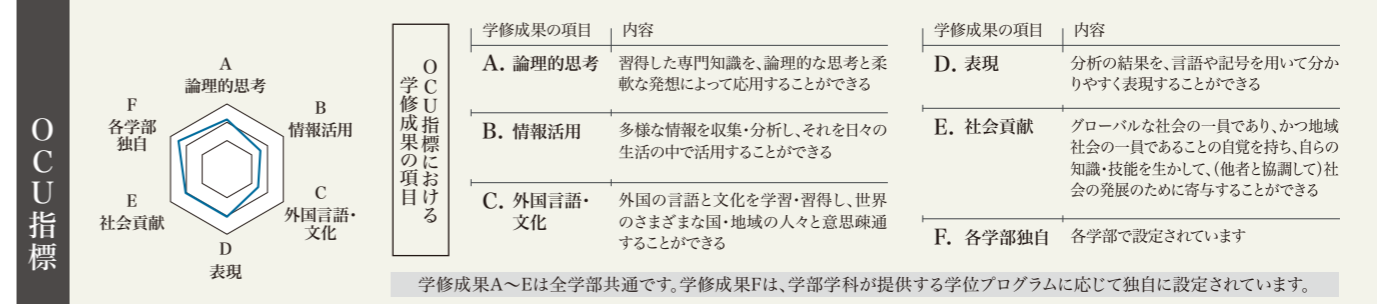 OCU指標
A
論理的思考
B
情報活用
C
外国言語・
文化
D
表現
E
社会貢献
F
各学部
独自
OCU指標における
学修成果の項目
学修成果の項目 内容
A. 論理的思考 習得した専門知識を、論理的な思考と柔
軟な発想によって応用することができる
B. 情報活用 多様な情報を収集・分析し、それを日々の
生活の中で活用することができる
C. 外国言語・ 外国の言語と文化を学習・習得し、世界
文化 のさまざまな国・地域の人々と意思疎通
することができる
学修成果の項目 内容
D. 表現 分析の結果を、言語や記号を用いて分か
りやすく表現することができる
E. 社会貢献 グローバルな社会の一員であり、かつ地域
社会の一員であることの自覚を持ち、自らの
知識・技能を生かして、(他者と協調して)社
会の発展のために寄与することができる
F. 各学部独自 各学部で設定されています
学修成果A～Eは全学部共通です。学修成果Fは、学部学科が提供する学位プログラムに応じて独自に設定されています。